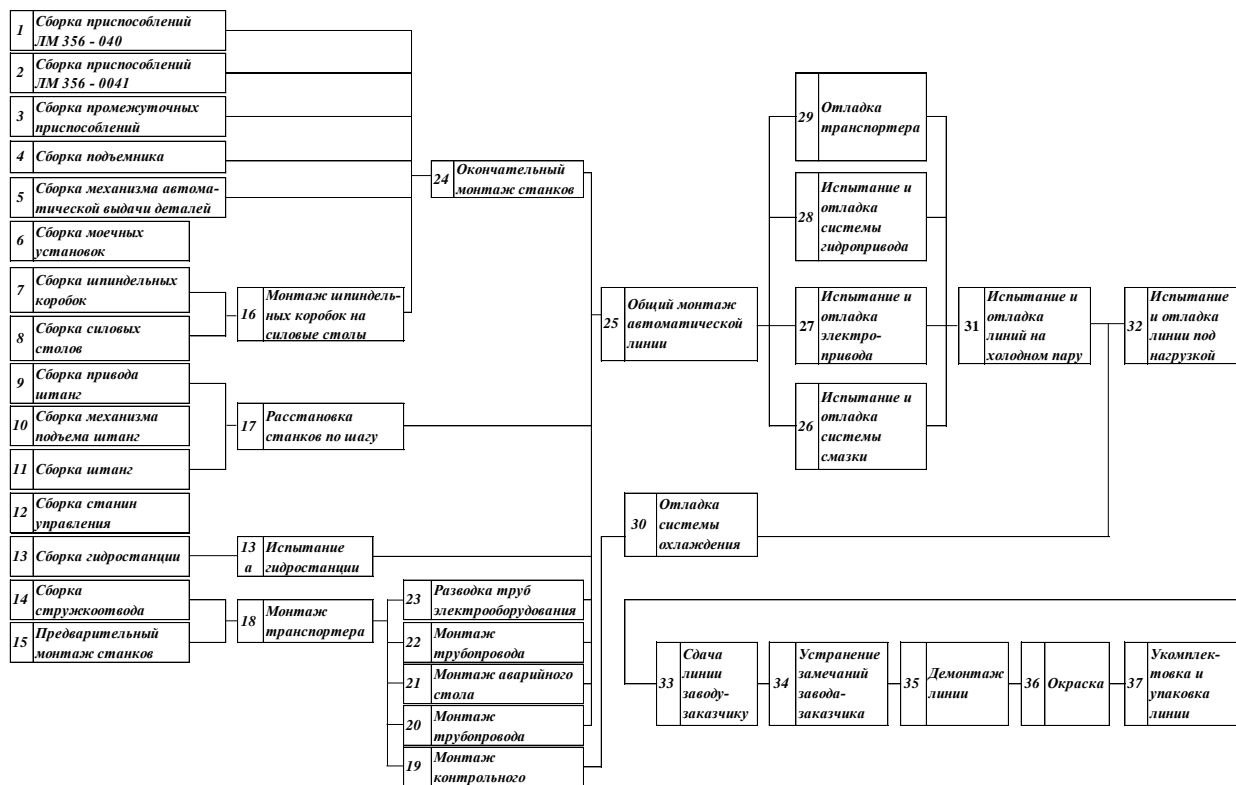 1
Сборка приспособлений
ЛМ 356 - 040
2
Сборка приспособлений
ЛМ 356 - 0041
3
Сборка промежуточных
приспособлений
4
Сборка подъемника
5
Сборка механизма автома-
тической выдачи деталей
6
Сборка моечных
установок
7
Сборка шпиндельных
коробок
8
Сборка силовых
столов
9
Сборка привода
штанг
10
Сборка механизма
подъема штанг
11
Сборка штанг
12
Сборка станин
управления
13
Сборка гидростанции
14
Сборка
стружкоотвода
15
Предварительный
монтаж станков
16
Монтаж шпиндель-
ных коробок на
силовые столы
17
Расстановка
станков по шагу
13
а
Испытание
гидростанции
18
Монтаж
транспортера
24
Окончательный
монтаж станков
23
Разводка труб
электрооборудования
22
Монтаж
трубопровода
21
Монтаж аварийного
стола
20
Монтаж
трубопровода
19
Монтаж
контрольного
25
Общий монтаж
автоматической
линии
30
Отладка
системы
охлаждения
29
Отладка
транспортера
28
Испытание и
отладка
системы
гидропривода
27
Испытание и
отладка
электро-
привода
26
Испытание и
отладка
системы
смазки
31
Испытание и
отладка
линий на
холодном пару
32
Испытание
и отладка
линии под
нагрузкой
33
Сдача
линии
заводу-
заказчику
34
Устранение
замечаний
завода-
заказчика
35
Демонтаж
линии
36
Окраска
37
Укомплек-
товка и
упаковка
линии